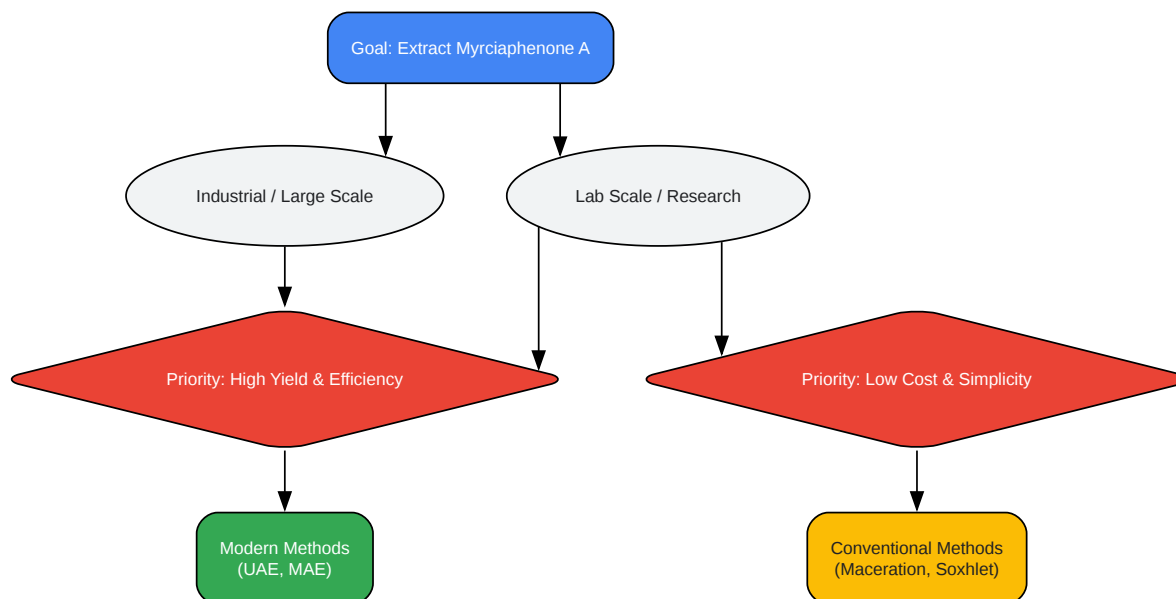 Goal: Extract Myrciaphenone A
Industrial / Large Scale
Lab Scale / Research
Priority: High Yield & Efficiency
Priority: Low Cost & Simplicity
Modern Methods
(UAE, MAE)
Conventional Methods
(Maceration, Soxhlet)